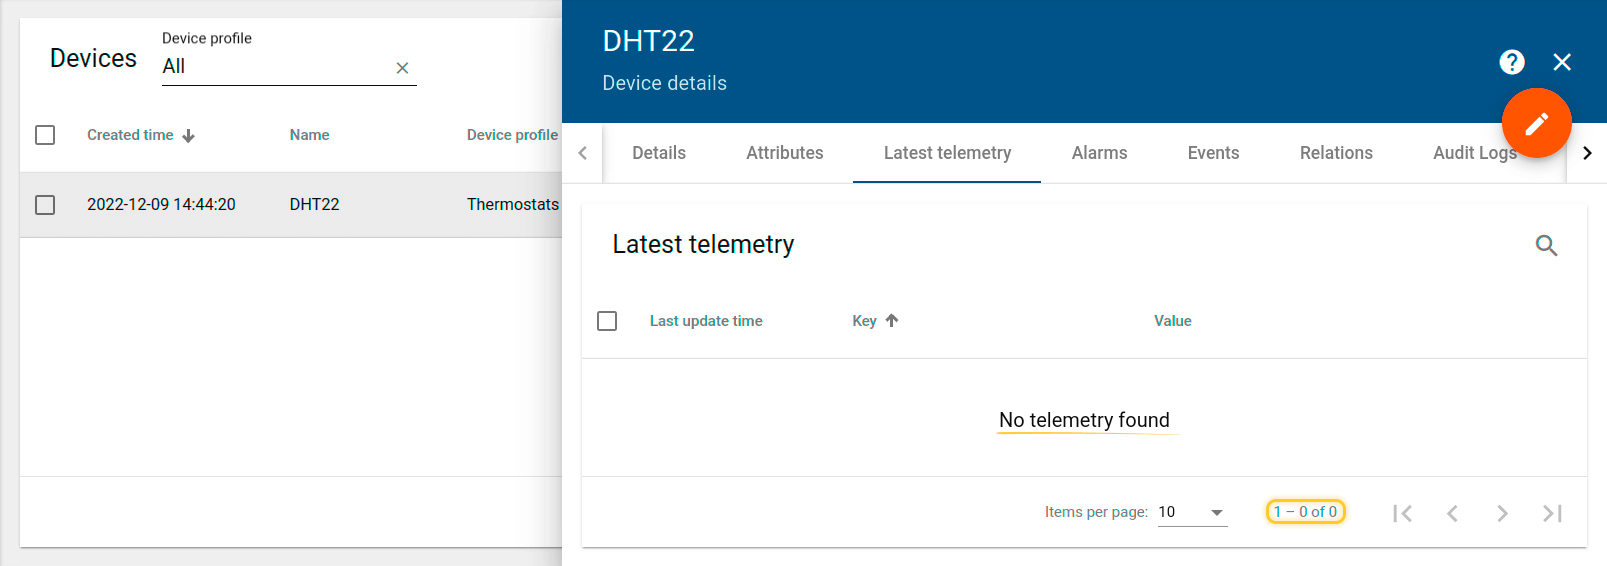 Devices
Device profile
All
Created time
Name
Device profile
2022-12-09 14:44:20
DHT22
Thermostats
DHT22
Device details
?
Details
Attributes
Latest telemetry
Alarms
Events
Relations
Audit Logs
Latest telemetry
Last update time
Key
Value
No telemetry found
Items per page:
10
1 – 0 of 0